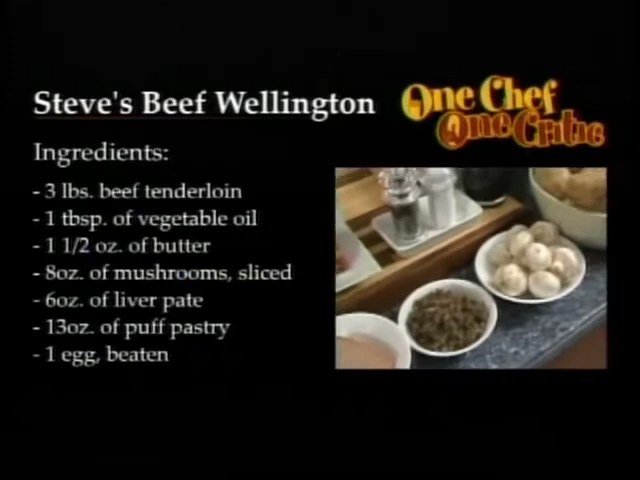 Steve's Beef Wellington
One Chef
One Critic
Ingredients:
- 3 lbs. beef tenderloin
- 1 tbsp. of vegetable oil
- 1 1/2 oz. of butter
- 8oz. of mushrooms, sliced
- 6oz. of liver pate
- 13oz. of puff pastry
- 1 egg, beaten